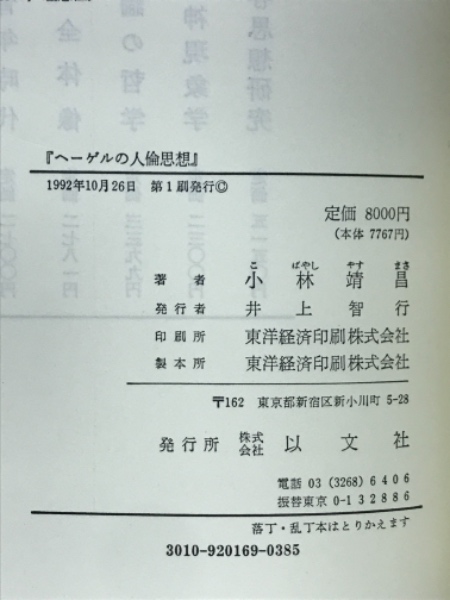 『ヘーゲルの人倫思想』
1992年10月26日 第1刷発行©
定価 8000円
(本体 7767円)
こ ばやし やす まさ
著者 小林靖昌
発行者 井上智行
印刷所 東洋経済印刷株式会社
製本所 東洋経済印刷株式会社
〒162 東京都新宿区新小川町 5-28
発行所 株式会社 以文社
電話 03 (3268) 6406
振替東京 0-132886
落丁・乱丁本はとりかえます
3010-920169-0385